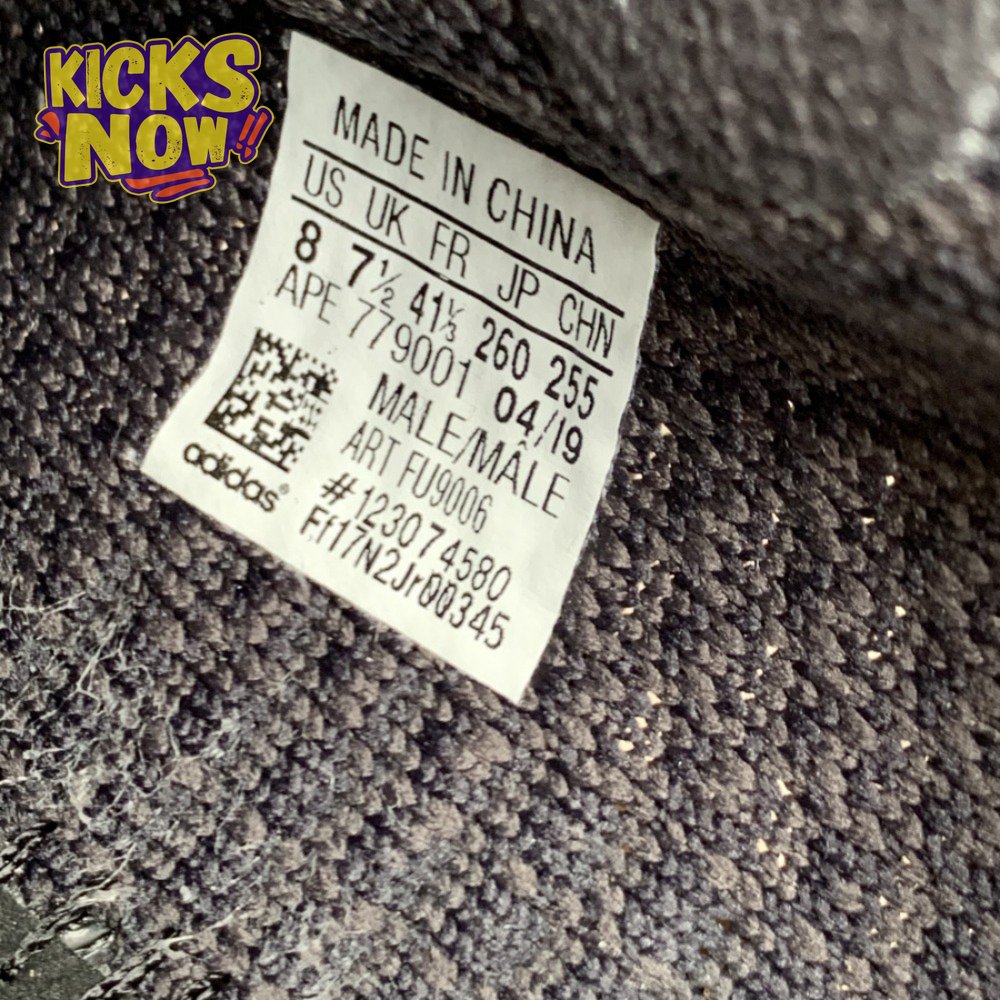 KICKS
NOW!!
MADE IN CHINA
US UK FR JP CHN
8 7½ 41⅓ 260 255
APE 779001 04/19
MALE/MÂLE
ART FU9006
#123074580
Ff17N2Jr00345
adidas®